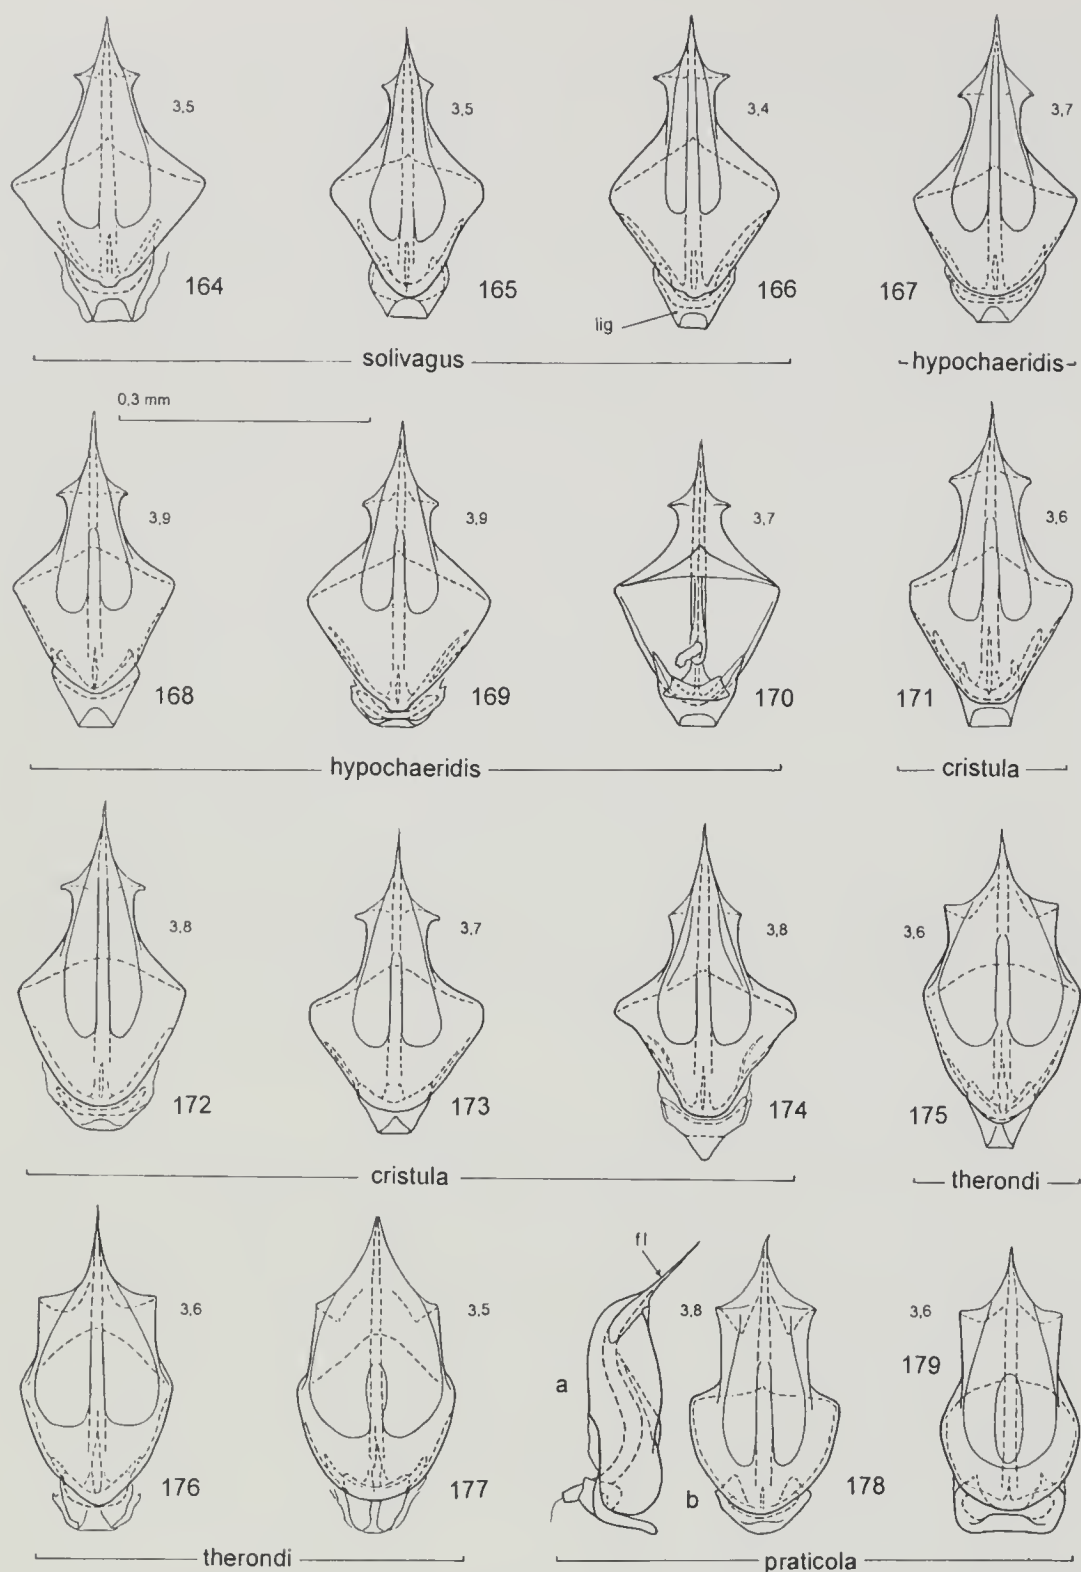 3,5
3,5
3,4
3,7
164
165
166
167
lig
solivagus
hypochaeridis
0,3 mm
3,9
3,9
3,7
3,6
168
169
170
171
hypochaeridis
cristula
3,8
3,7
3,8
3,6
172
173
174
175
cristula
therondi
3,6
3,5
fl
3,8
3,6
179
a
176
177
b
178
therondi
praticola